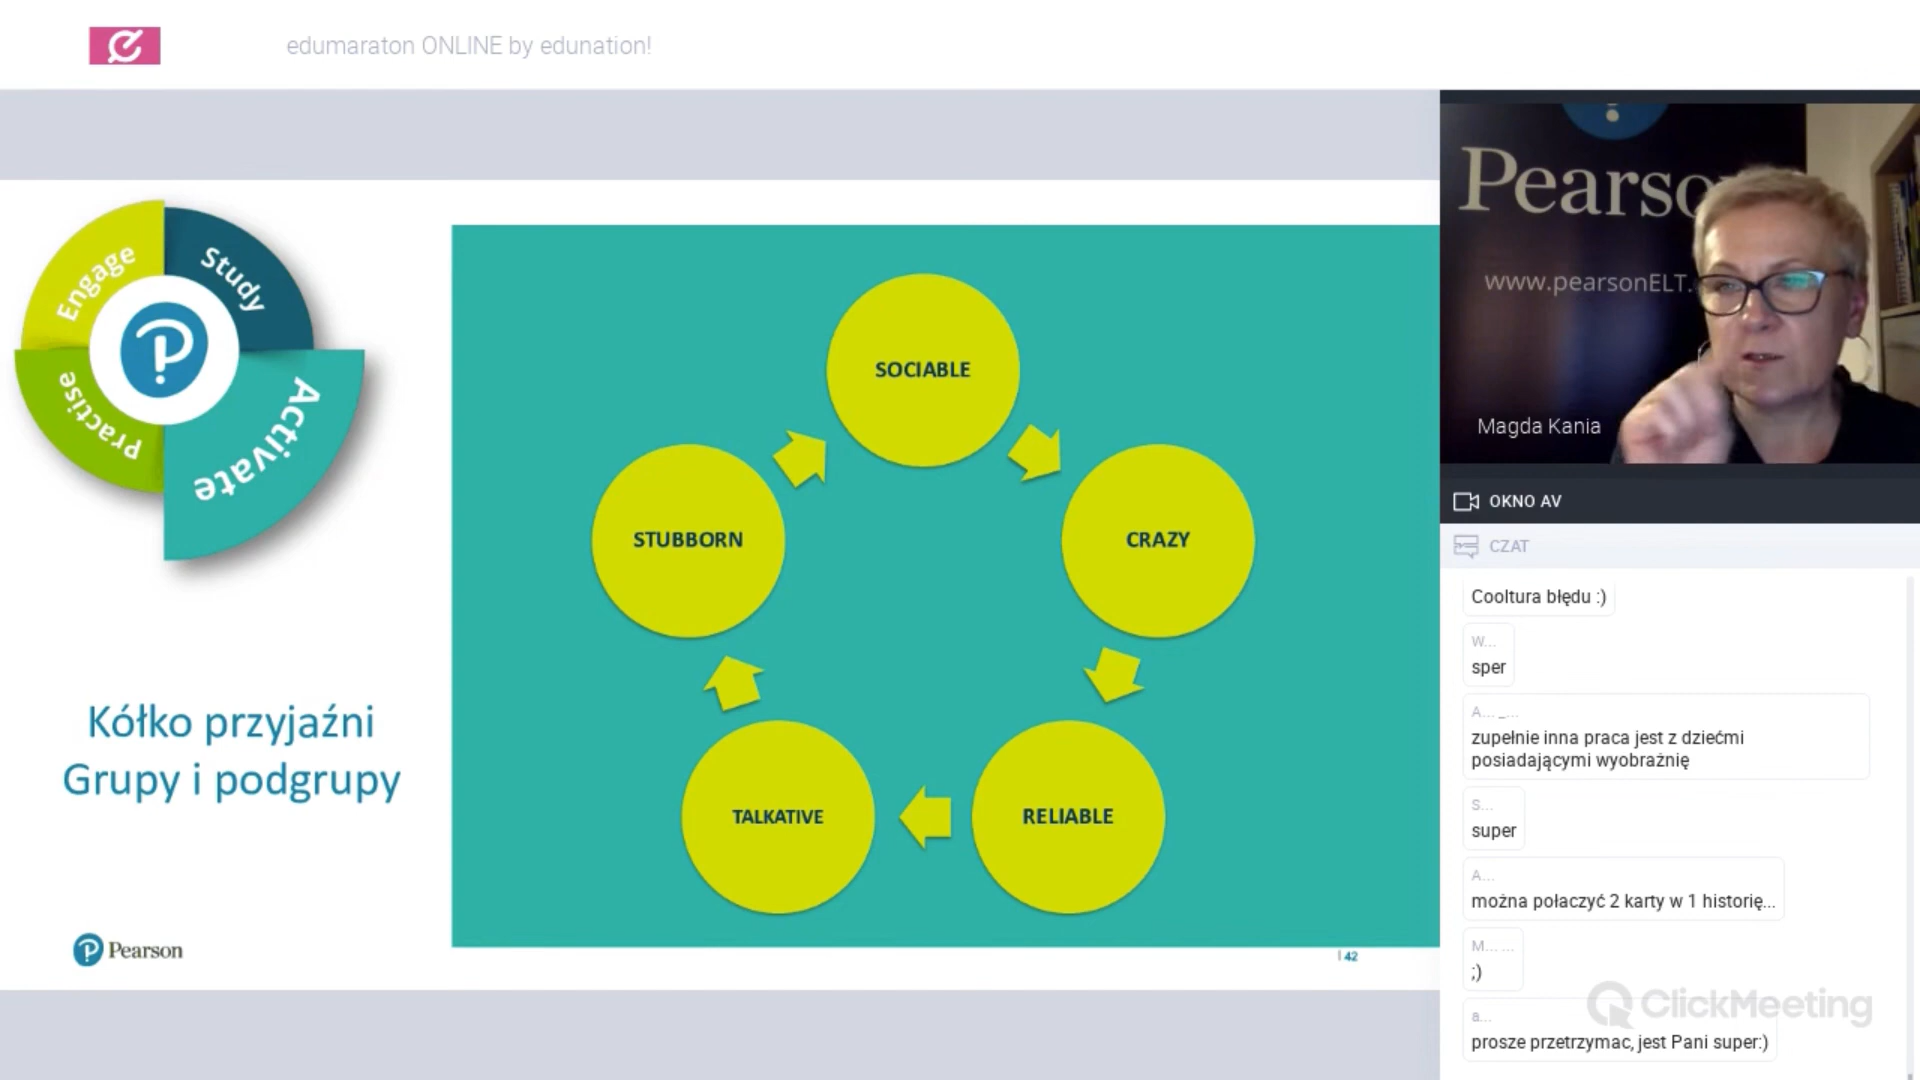 edumaraton ONLINE by edunation!
Engage
Study
Practise
Activate
Kółko przyjaźni
Grupy i podgrupy
Pearson
SOCIABLE
CRAZY
RELIABLE
TALKATIVE
STUBBORN
| 42
Pearso
www.pearsonELT.
Magda Kania
OKNO AV
CZAT
Cooltura błędu :)
W...
sper
A... _...
zupełnie inna praca jest z dziećmi
posiadającymi wyobraźnię
S...
super
A...
można połaczyć 2 karty w 1 historię...
M... ...
;)
a...
prosze przetrzymac, jest Pani super:)
ClickMeeting